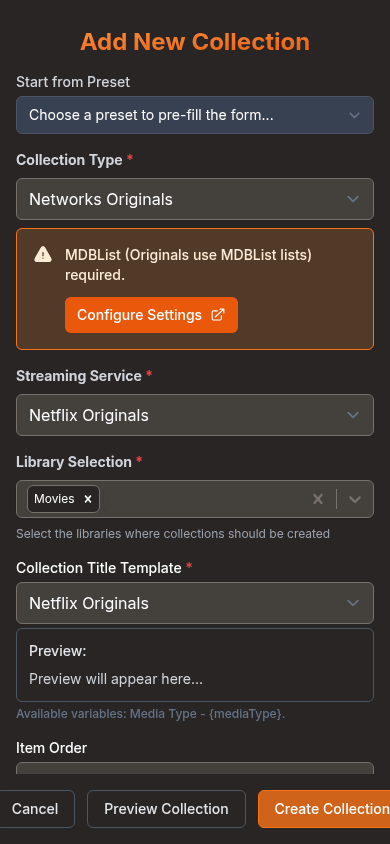 Add New Collection
Start from Preset
Choose a preset to pre-fill the form...
Collection Type *
Networks Originals
MDBList (Originals use MDBList lists)
required.
Configure Settings
Streaming Service *
Netflix Originals
Library Selection *
Movies
Select the libraries where collections should be created
Collection Title Template *
Netflix Originals
Preview:
Preview will appear here...
Available variables: Media Type - {mediaType}.
Item Order
Cancel Preview Collection Create Collection